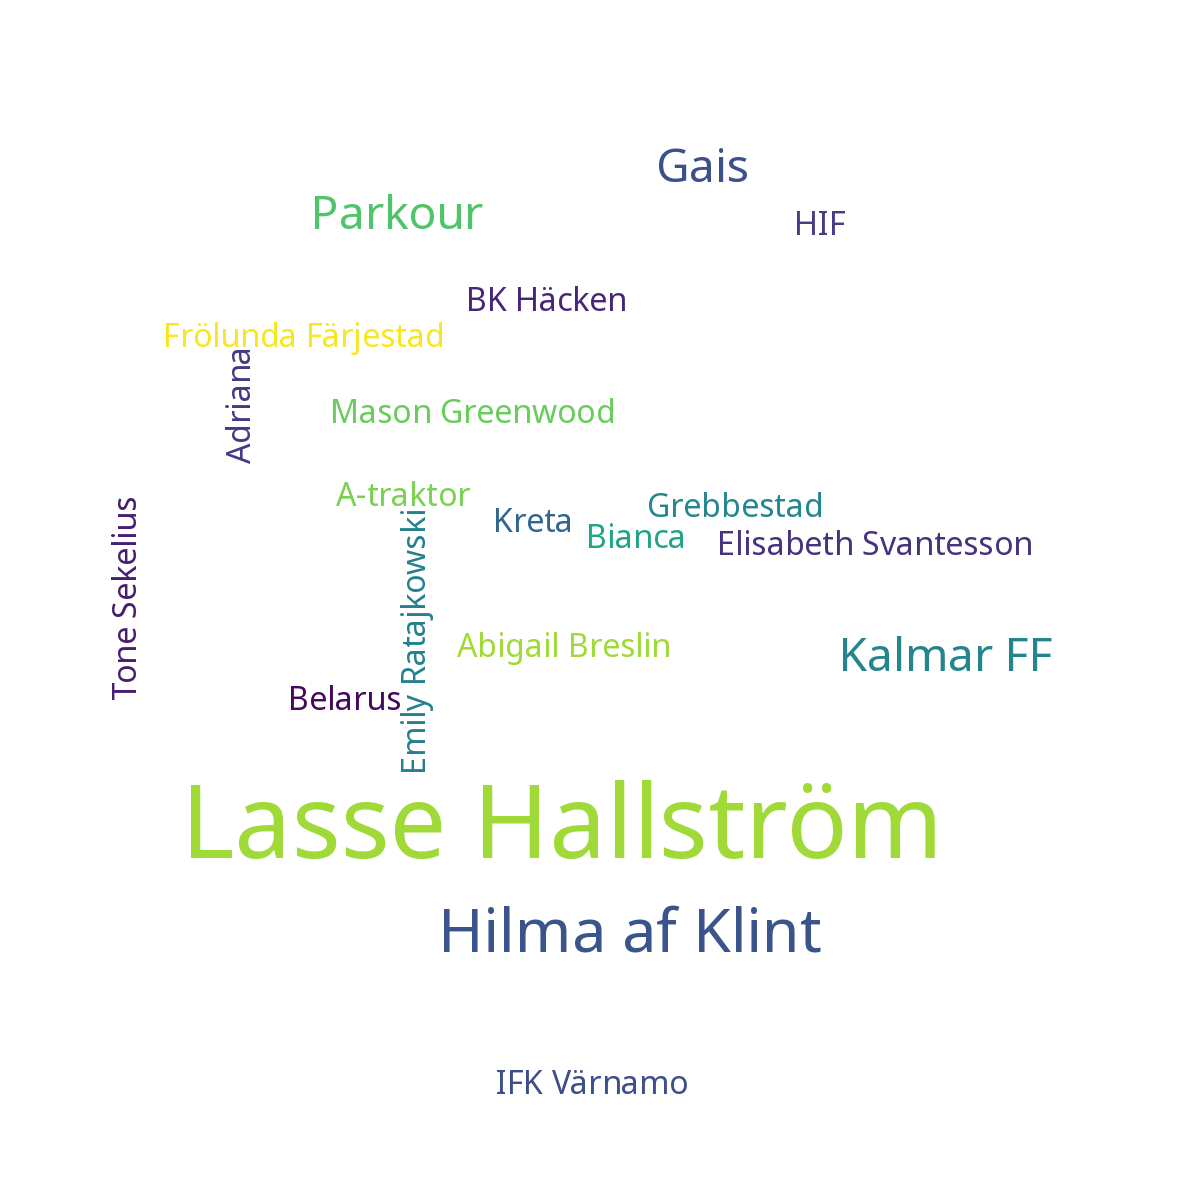 Gais
Parkour
HIF
BK Häcken
Frölunda Färjestad
Adriana
Mason Greenwood
A-traktor
Grebbestad
Kreta
Bianca
Elisabeth Svantesson
Tone Sekelius
Emily Ratajkowski
Abigail Breslin
Kalmar FF
Belarus
Lasse Hallström
Hilma af Klint
IFK Värnamo